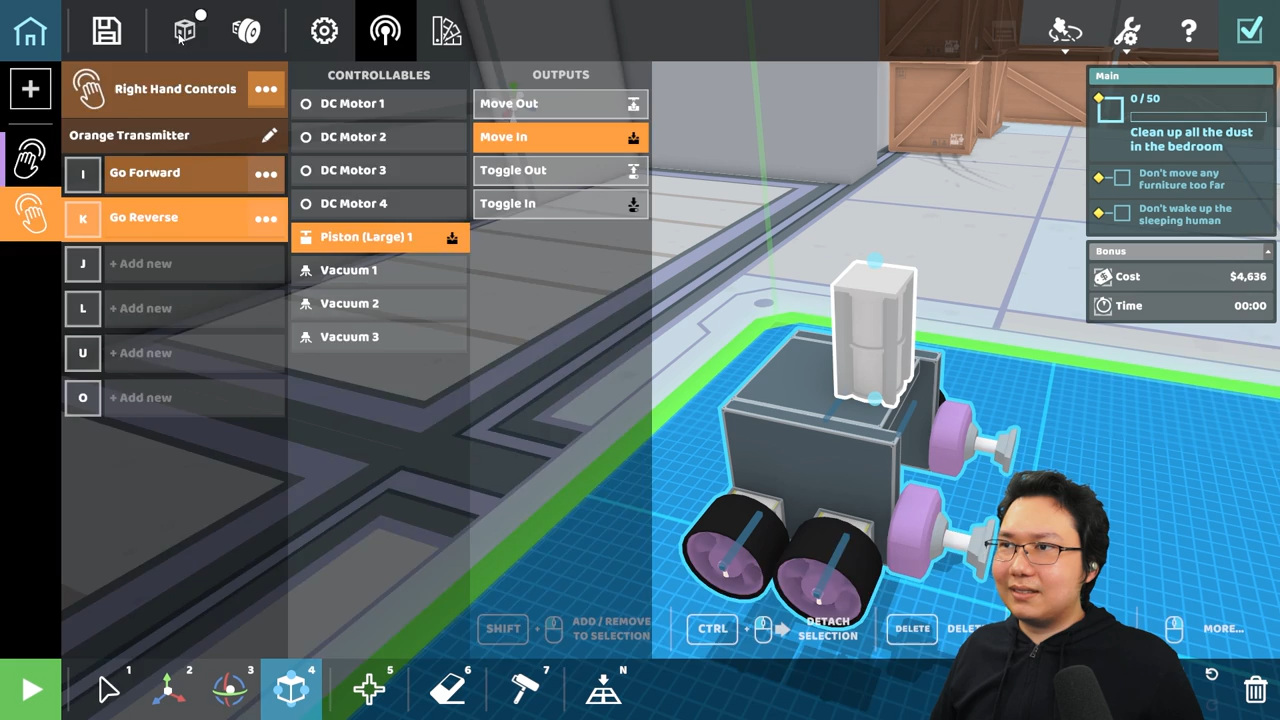 Right Hand Controls
Orange Transmitter
I
Go Forward
K
Go Reverse
J
+ Add new
L
+ Add new
U
+ Add new
O
+ Add new
CONTROLLABLES
DC Motor 1
DC Motor 2
DC Motor 3
DC Motor 4
Piston (Large) 1
Vacuum 1
Vacuum 2
Vacuum 3
OUTPUTS
Move Out
Move In
Toggle Out
Toggle In
Main
0 / 50
Clean up all the dust
in the bedroom
Don't move any
furniture too far
Don't wake up the
sleeping human
Bonus
Cost
$4,636
Time
00:00
SHIFT
+
ADD / REMOVE
TO SELECTION
CTRL
+
DETACH
SELECTION
DELETE
MORE...
1
2
3
4
5
6
7
N